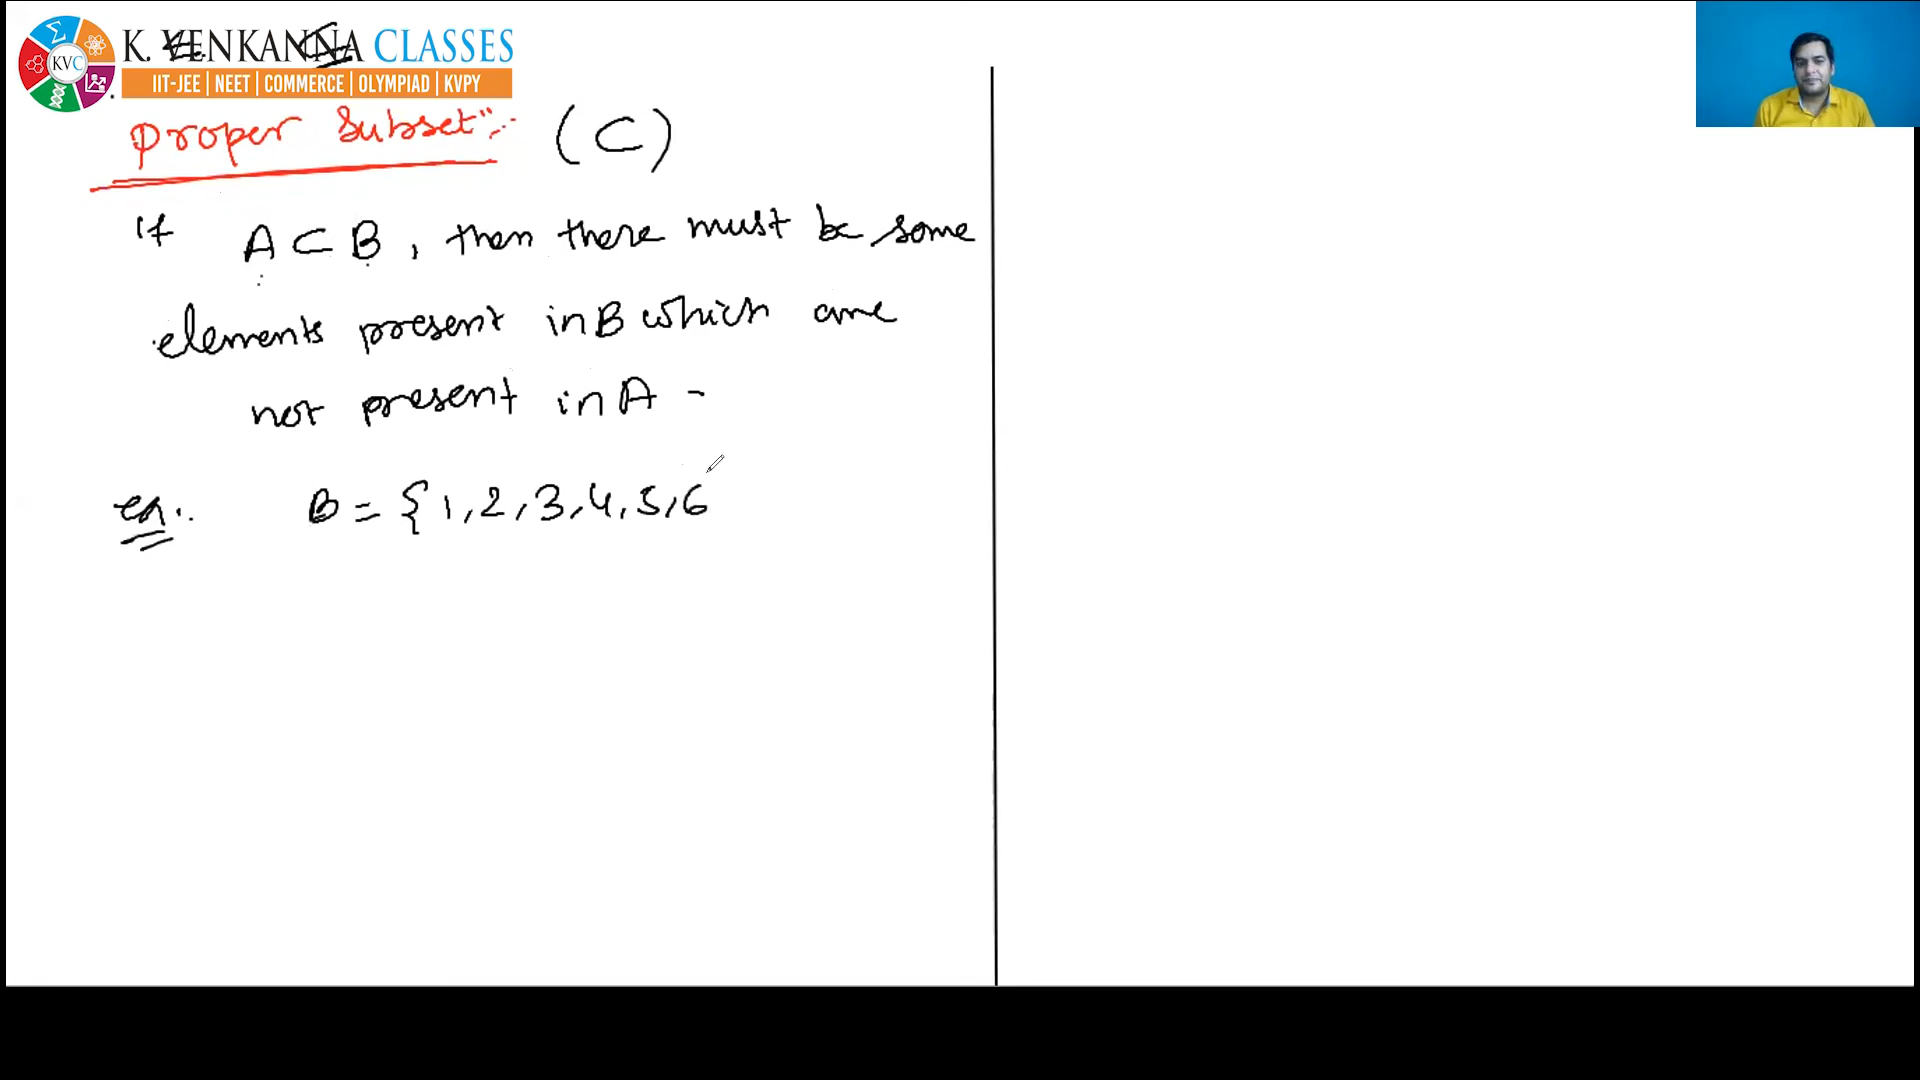 K. VENKANNA CLASSES
KVC
IIT-JEE | NEET | COMMERCE | OLYMPIAD | KVPY
Proper Subset :- (⊂)
If A ⊂ B, then there must be some
elements present in B which are
not present in A -
ex:. B = {1,2,3,4,5,6